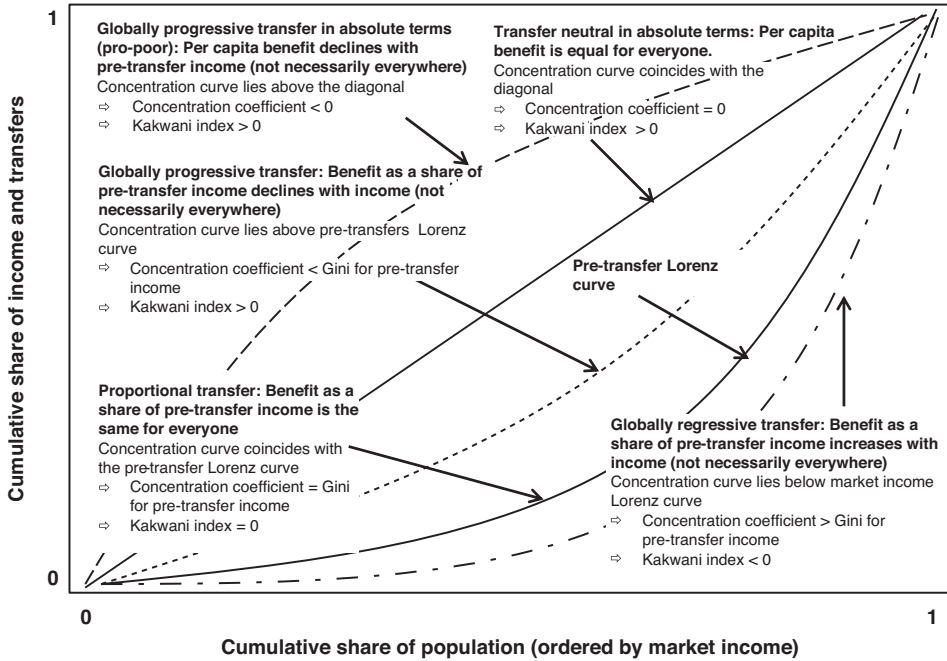 1
Globally progressive transfer in absolute terms
(pro-poor): Per capita benefit declines with
pre-transfer income (not necessarily everywhere)
Concentration curve lies above the diagonal
⇨ Concentration coefficient < 0
⇨ Kakwani index > 0
Transfer neutral in absolute terms: Per capita
benefit is equal for everyone.
Concentration curve coincides with the
diagonal
⇨ Concentration coefficient = 0
⇨ Kakwani index > 0
Globally progressive transfer: Benefit as a share of
pre-transfer income declines with income (not
necessarily everywhere)
Concentration curve lies above pre-transfers Lorenz
curve
⇨ Concentration coefficient < Gini for pre-transfer
income
⇨ Kakwani index > 0
Pre-transfer Lorenz
curve
Proportional transfer: Benefit as a
share of pre-transfer income is the
same for everyone
Concentration curve coincides with
the pre-transfer Lorenz curve
⇨ Concentration coefficient = Gini
for pre-transfer income
⇨ Kakwani index = 0
Globally regressive transfer: Benefit as a
share of pre-transfer income increases with
income (not necessarily everywhere)
Concentration curve lies below market income
Lorenz curve
⇨ Concentration coefficient > Gini for
pre-transfer income
⇨ Kakwani index < 0
Cumulative share of income and transfers
0
0
1
Cumulative share of population (ordered by market income)